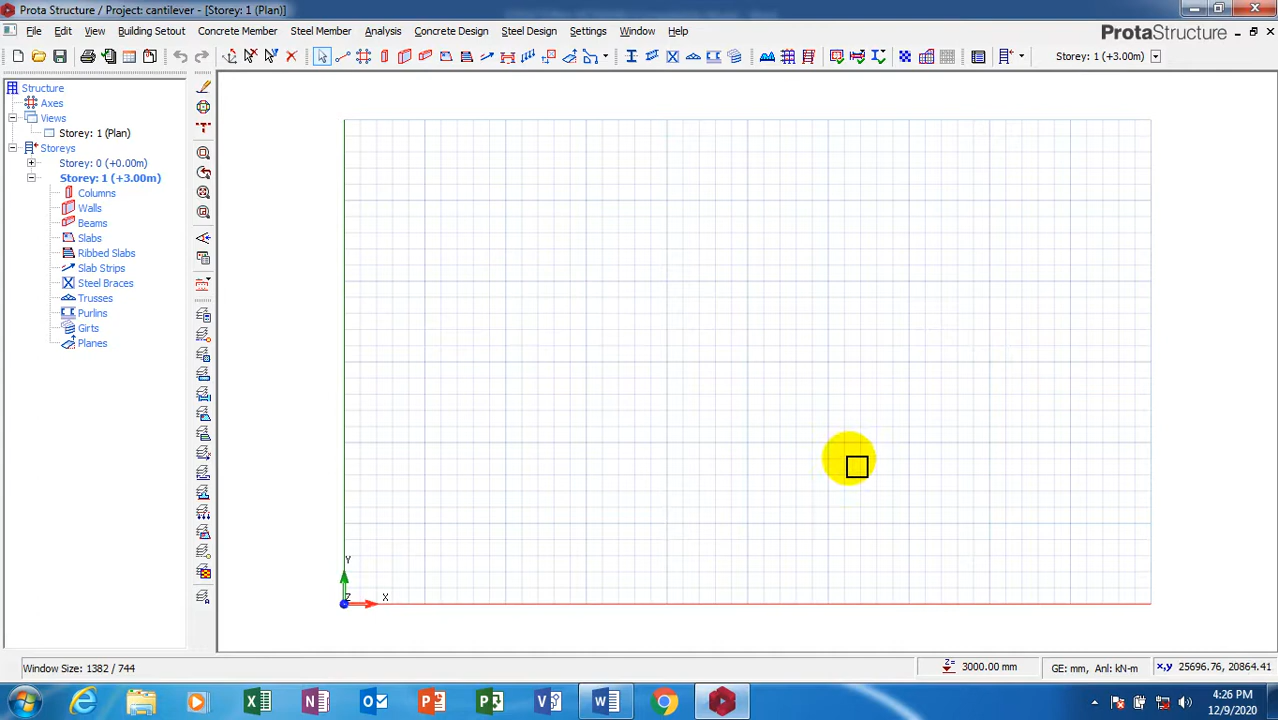 Prota Structure / Project: cantilever - [Storey: 1 (Plan)]
File Edit View Building Setout Concrete Member Steel Member Analysis Concrete Design Steel Design Settings Window Help
ProtaStructure®
Storey: 1 (+3.00m)
Structure
Axes
Views
Storey: 1 (Plan)
Storeys
Storey: 0 (+0.00m)
Storey: 1 (+3.00m)
Columns
Walls
Beams
Slabs
Ribbed Slabs
Slab Strips
Steel Braces
Trusses
Purlins
Girts
Planes
Y
Z X
Window Size: 1382 / 744
Z= 3000.00 mm
GE: mm, Anl: kN-m
x,y 25696.76, 20864.41
4:26 PM
12/9/2020